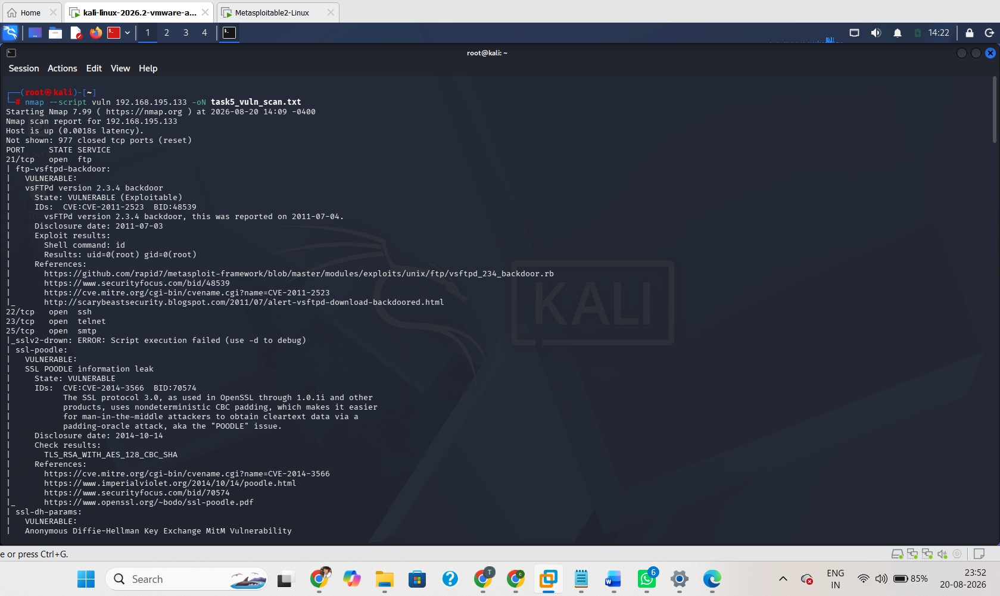 Home
kali-linux-2026.2-vmware-a...
Metasploitable2-Linux
1 2 3 4
14:22
root@kali: ~
Session Actions Edit View Help
┌──(root㉿kali)-[~]
└─# nmap --script vuln 192.168.195.133 -oN task5_vuln_scan.txt
Starting Nmap 7.99 ( https://nmap.org ) at 2026-08-20 14:09 -0400
Nmap scan report for 192.168.195.133
Host is up (0.0018s latency).
Not shown: 977 closed tcp ports (reset)
PORT     STATE SERVICE
21/tcp   open  ftp
| ftp-vsftpd-backdoor:
|   VULNERABLE:
|   vsFTPd version 2.3.4 backdoor
|     State: VULNERABLE (Exploitable)
|     IDs:  CVE:CVE-2011-2523  BID:48539
|       vsFTPd version 2.3.4 backdoor, this was reported on 2011-07-04.
|     Disclosure date: 2011-07-03
|     Exploit results:
|       Shell command: id
|       Results: uid=0(root) gid=0(root)
|     References:
|       https://github.com/rapid7/metasploit-framework/blob/master/modules/exploits/unix/ftp/vsftpd_234_backdoor.rb
|       https://www.securityfocus.com/bid/48539
|       https://cve.mitre.org/cgi-bin/cvename.cgi?name=CVE-2011-2523
|_      http://scarybeastsecurity.blogspot.com/2011/07/alert-vsftpd-download-backdoored.html
22/tcp   open  ssh
23/tcp   open  telnet
25/tcp   open  smtp
|_sslv2-drown: ERROR: Script execution failed (use -d to debug)
| ssl-poodle:
|   VULNERABLE:
|   SSL POODLE information leak
|     State: VULNERABLE
|     IDs:  CVE:CVE-2014-3566  BID:70574
|           The SSL protocol 3.0, as used in OpenSSL through 1.0.1i and other
|           products, uses nondeterministic CBC padding, which makes it easier
|           for man-in-the-middle attackers to obtain cleartext data via a
|           padding-oracle attack, aka the "POODLE" issue.
|     Disclosure date: 2014-10-14
|     Check results:
|       TLS_RSA_WITH_AES_128_CBC_SHA
|     References:
|       https://cve.mitre.org/cgi-bin/cvename.cgi?name=CVE-2014-3566
|       https://www.imperialviolet.org/2014/10/14/poodle.html
|       https://www.securityfocus.com/bid/70574
|_      https://www.openssl.org/~bodo/ssl-poodle.pdf
| ssl-dh-params:
|   VULNERABLE:
|   Anonymous Diffie-Hellman Key Exchange MitM Vulnerability
KALI
e or press Ctrl+G.
Search
T
c
6
ENG
IN
85%
23:52
20-08-2026